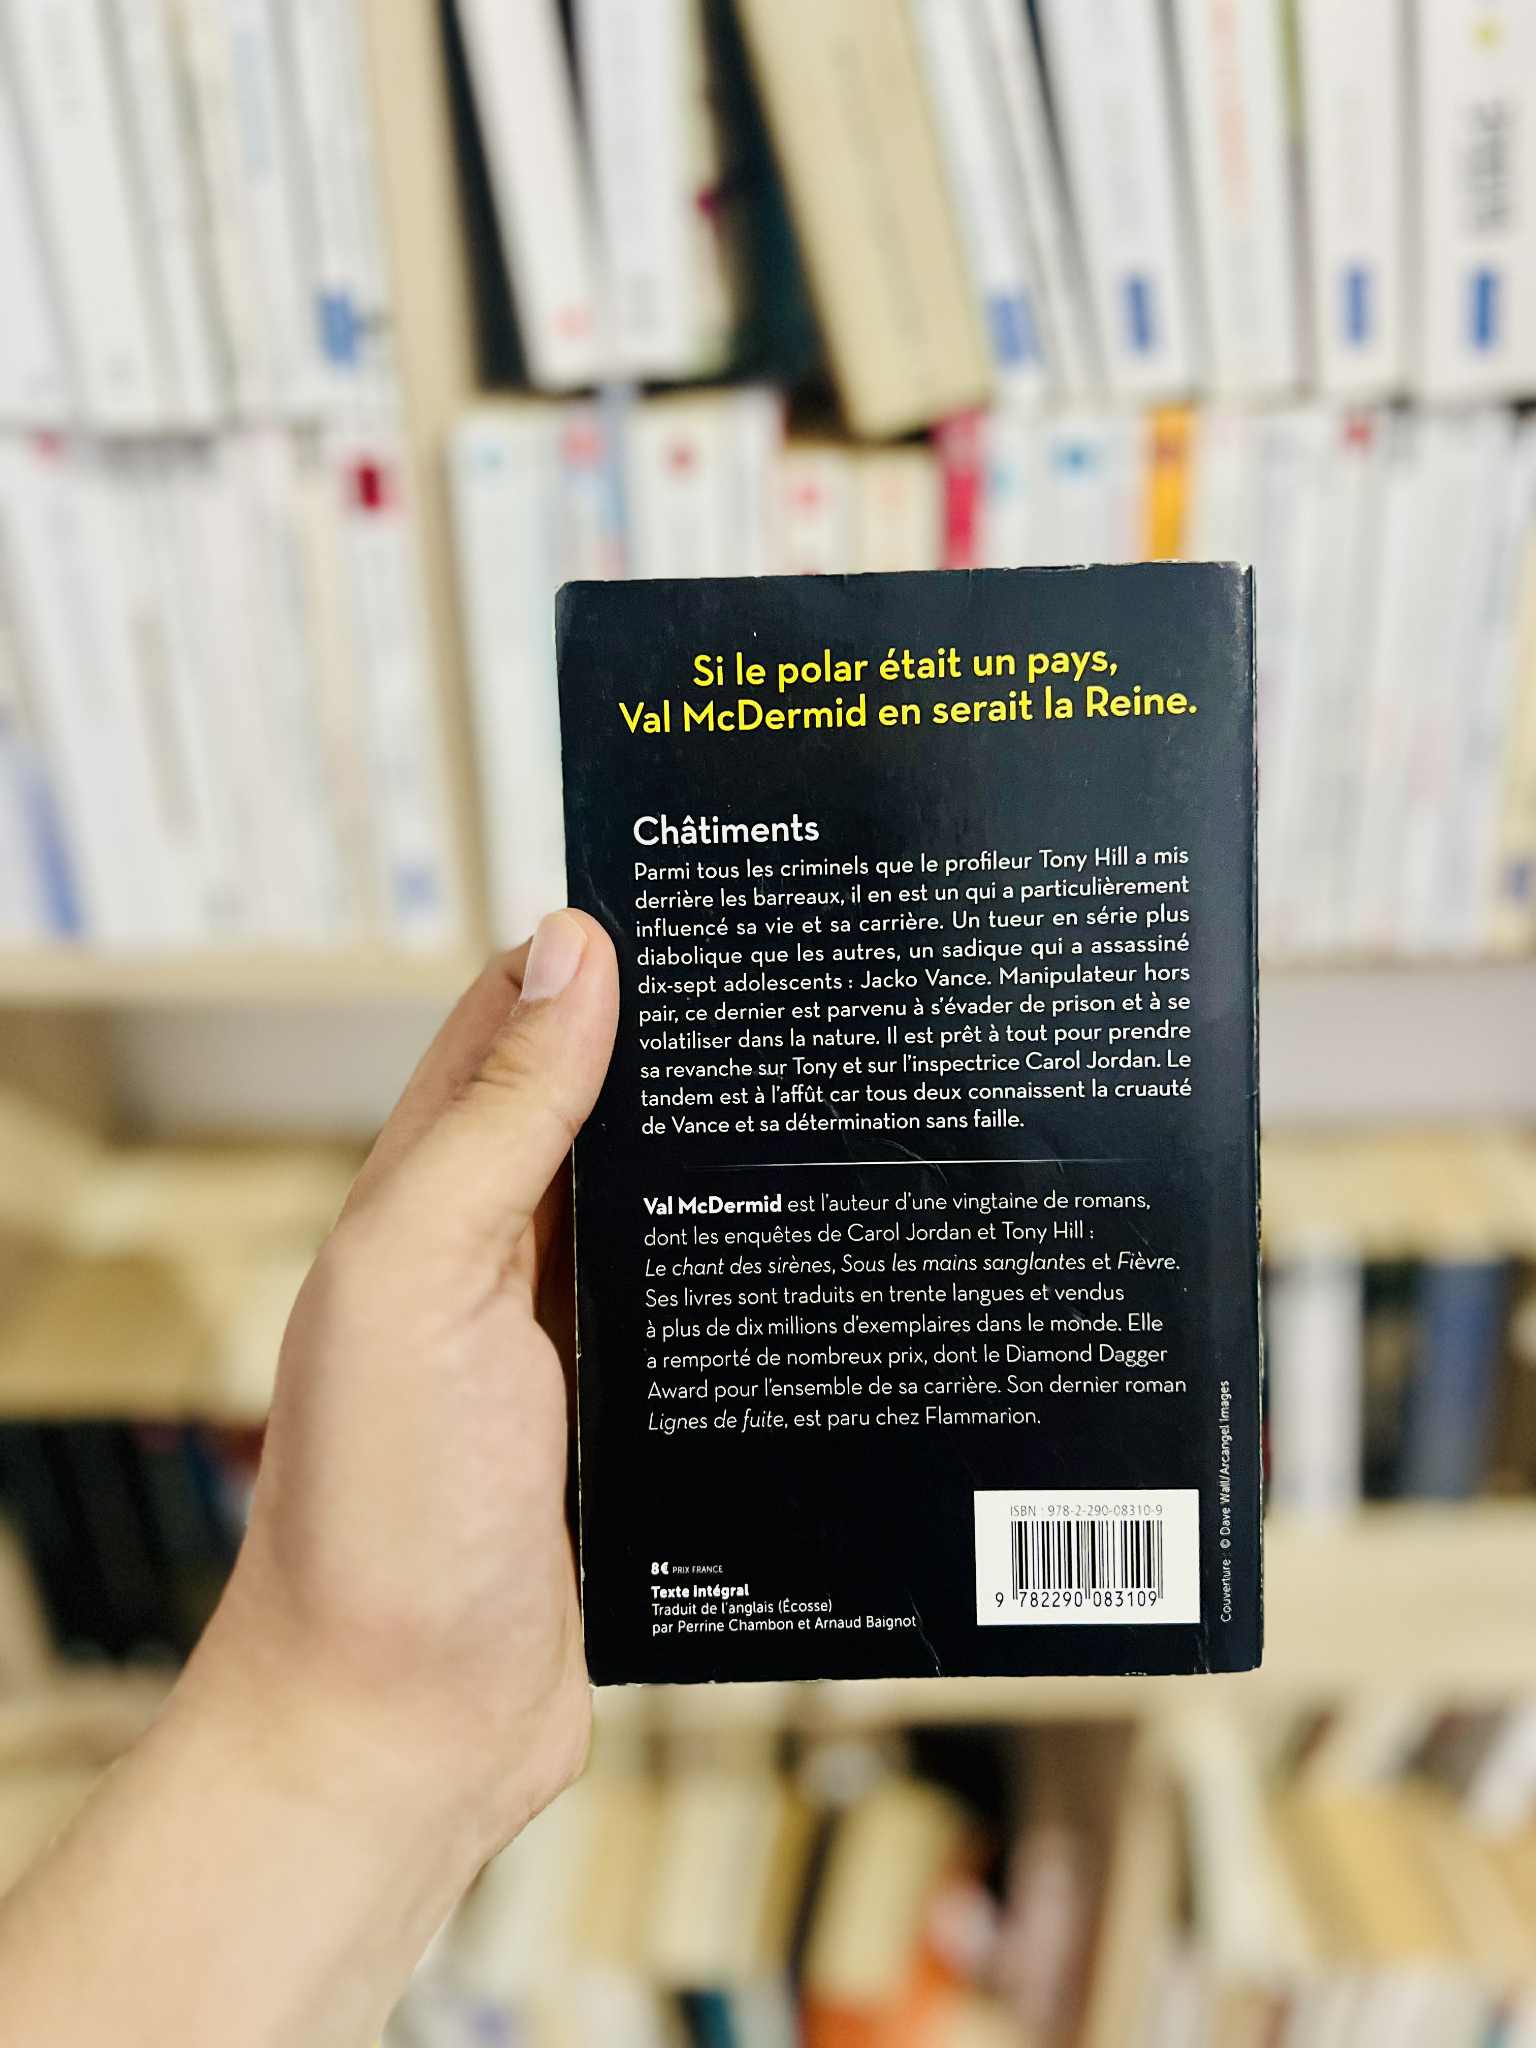 Si le polar était un pays,
Val McDermid en serait la Reine.
Châtiments
Parmi tous les criminels que le profileur Tony Hill a mis
derrière les barreaux, il en est un qui a particulièrement
influencé sa vie et sa carrière. Un tueur en série plus
diabolique que les autres, un sadique qui a assassiné
dix-sept adolescents : Jacko Vance. Manipulateur hors
pair, ce dernier est parvenu à s'évader de prison et à se
volatiliser dans la nature. Il est prêt à tout pour prendre
sa revanche sur Tony et sur l'inspectrice Carol Jordan. Le
tandem est à l'affût car tous deux connaissent la cruauté
de Vance et sa détermination sans faille.
Val McDermid est l'auteur d'une vingtaine de romans,
dont les enquêtes de Carol Jordan et Tony Hill :
Le chant des sirènes, Sous les mains sanglantes et Fièvre.
Ses livres sont traduits en trente langues et vendus
à plus de dix millions d'exemplaires dans le monde. Elle
a remporté de nombreux prix, dont le Diamond Dagger
Award pour l'ensemble de sa carrière. Son dernier roman
Lignes de fuite, est paru chez Flammarion.
8€ PRIX FRANCE
Texte intégral
Traduit de l'anglais (Écosse)
par Perrine Chambon et Arnaud Baignot
ISBN : 978-2-290-08310-9
9 782290 083109
Couverture : © Dave Wall/Arcangel Images